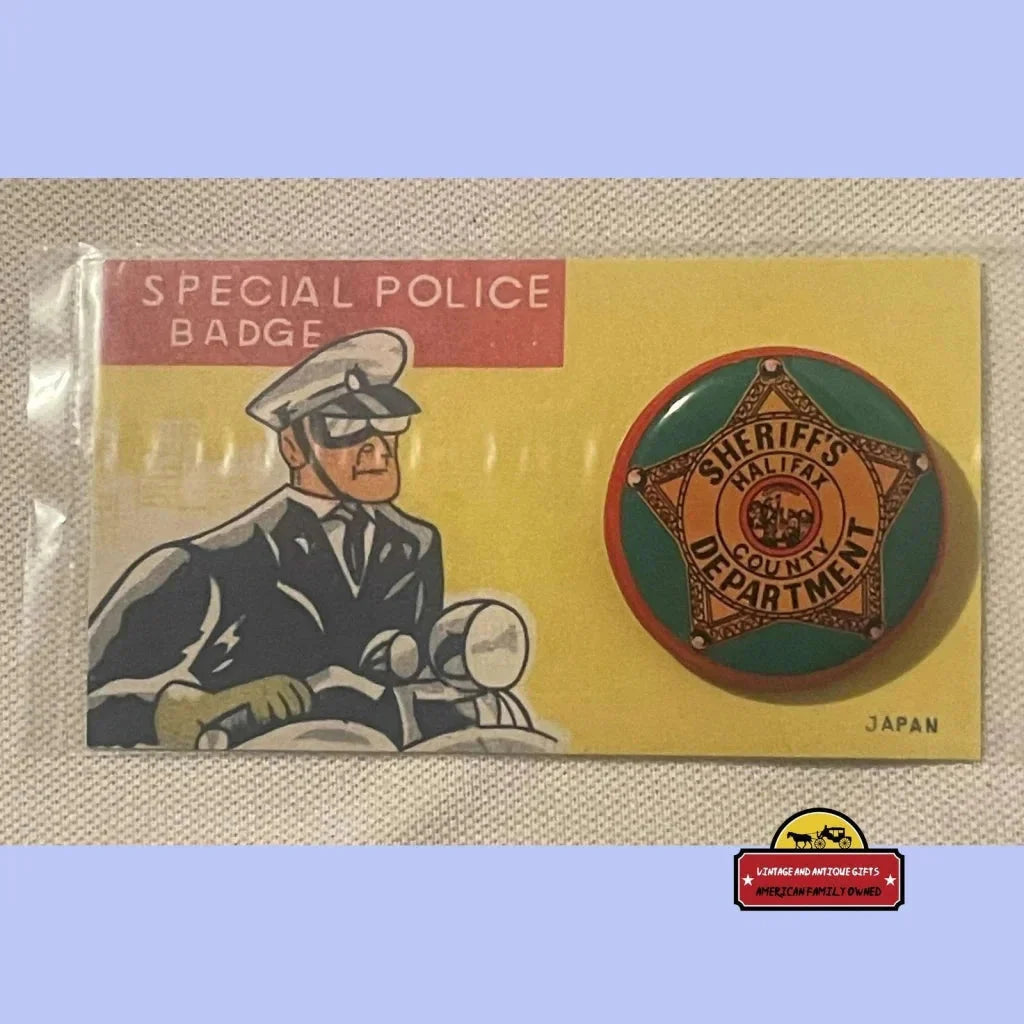 SPECIAL POLICE
BADGE
SHERIFF'S
HALIFAX
COUNTY
DEPARTMENT
JAPAN
VINTAGE AND ANTIQUE GIFTS
AMERICAN FAMILY OWNED